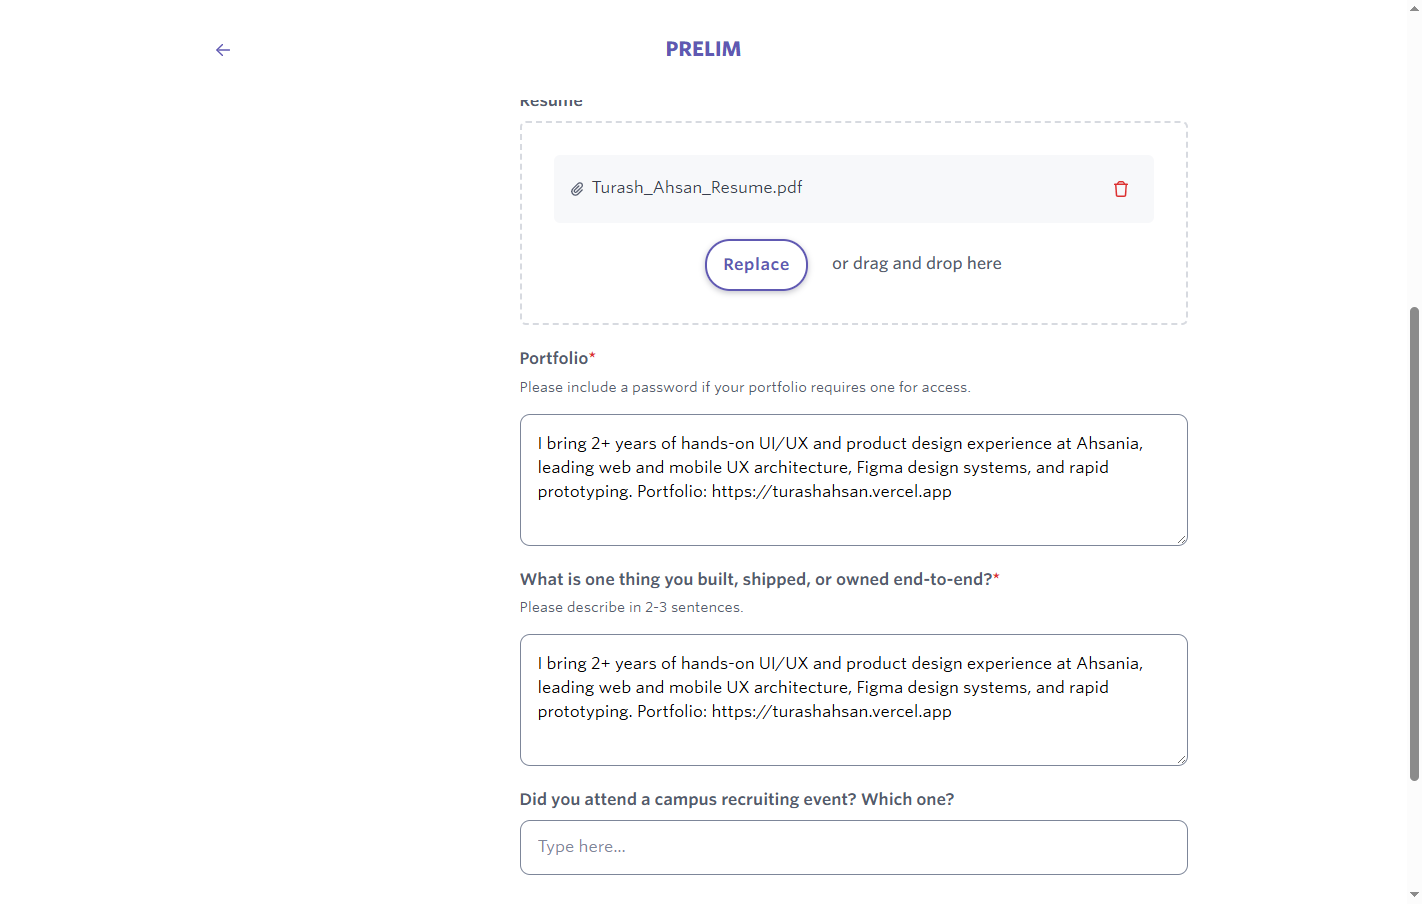 PRELIM
Resume
Turash_Ahsan_Resume.pdf
Replace
or drag and drop here
Portfolio*
Please include a password if your portfolio requires one for access.
I bring 2+ years of hands-on UI/UX and product design experience at Ahsania,
leading web and mobile UX architecture, Figma design systems, and rapid
prototyping. Portfolio: https://turashahsan.vercel.app
What is one thing you built, shipped, or owned end-to-end?*
Please describe in 2-3 sentences.
I bring 2+ years of hands-on UI/UX and product design experience at Ahsania,
leading web and mobile UX architecture, Figma design systems, and rapid
prototyping. Portfolio: https://turashahsan.vercel.app
Did you attend a campus recruiting event? Which one?
Type here...